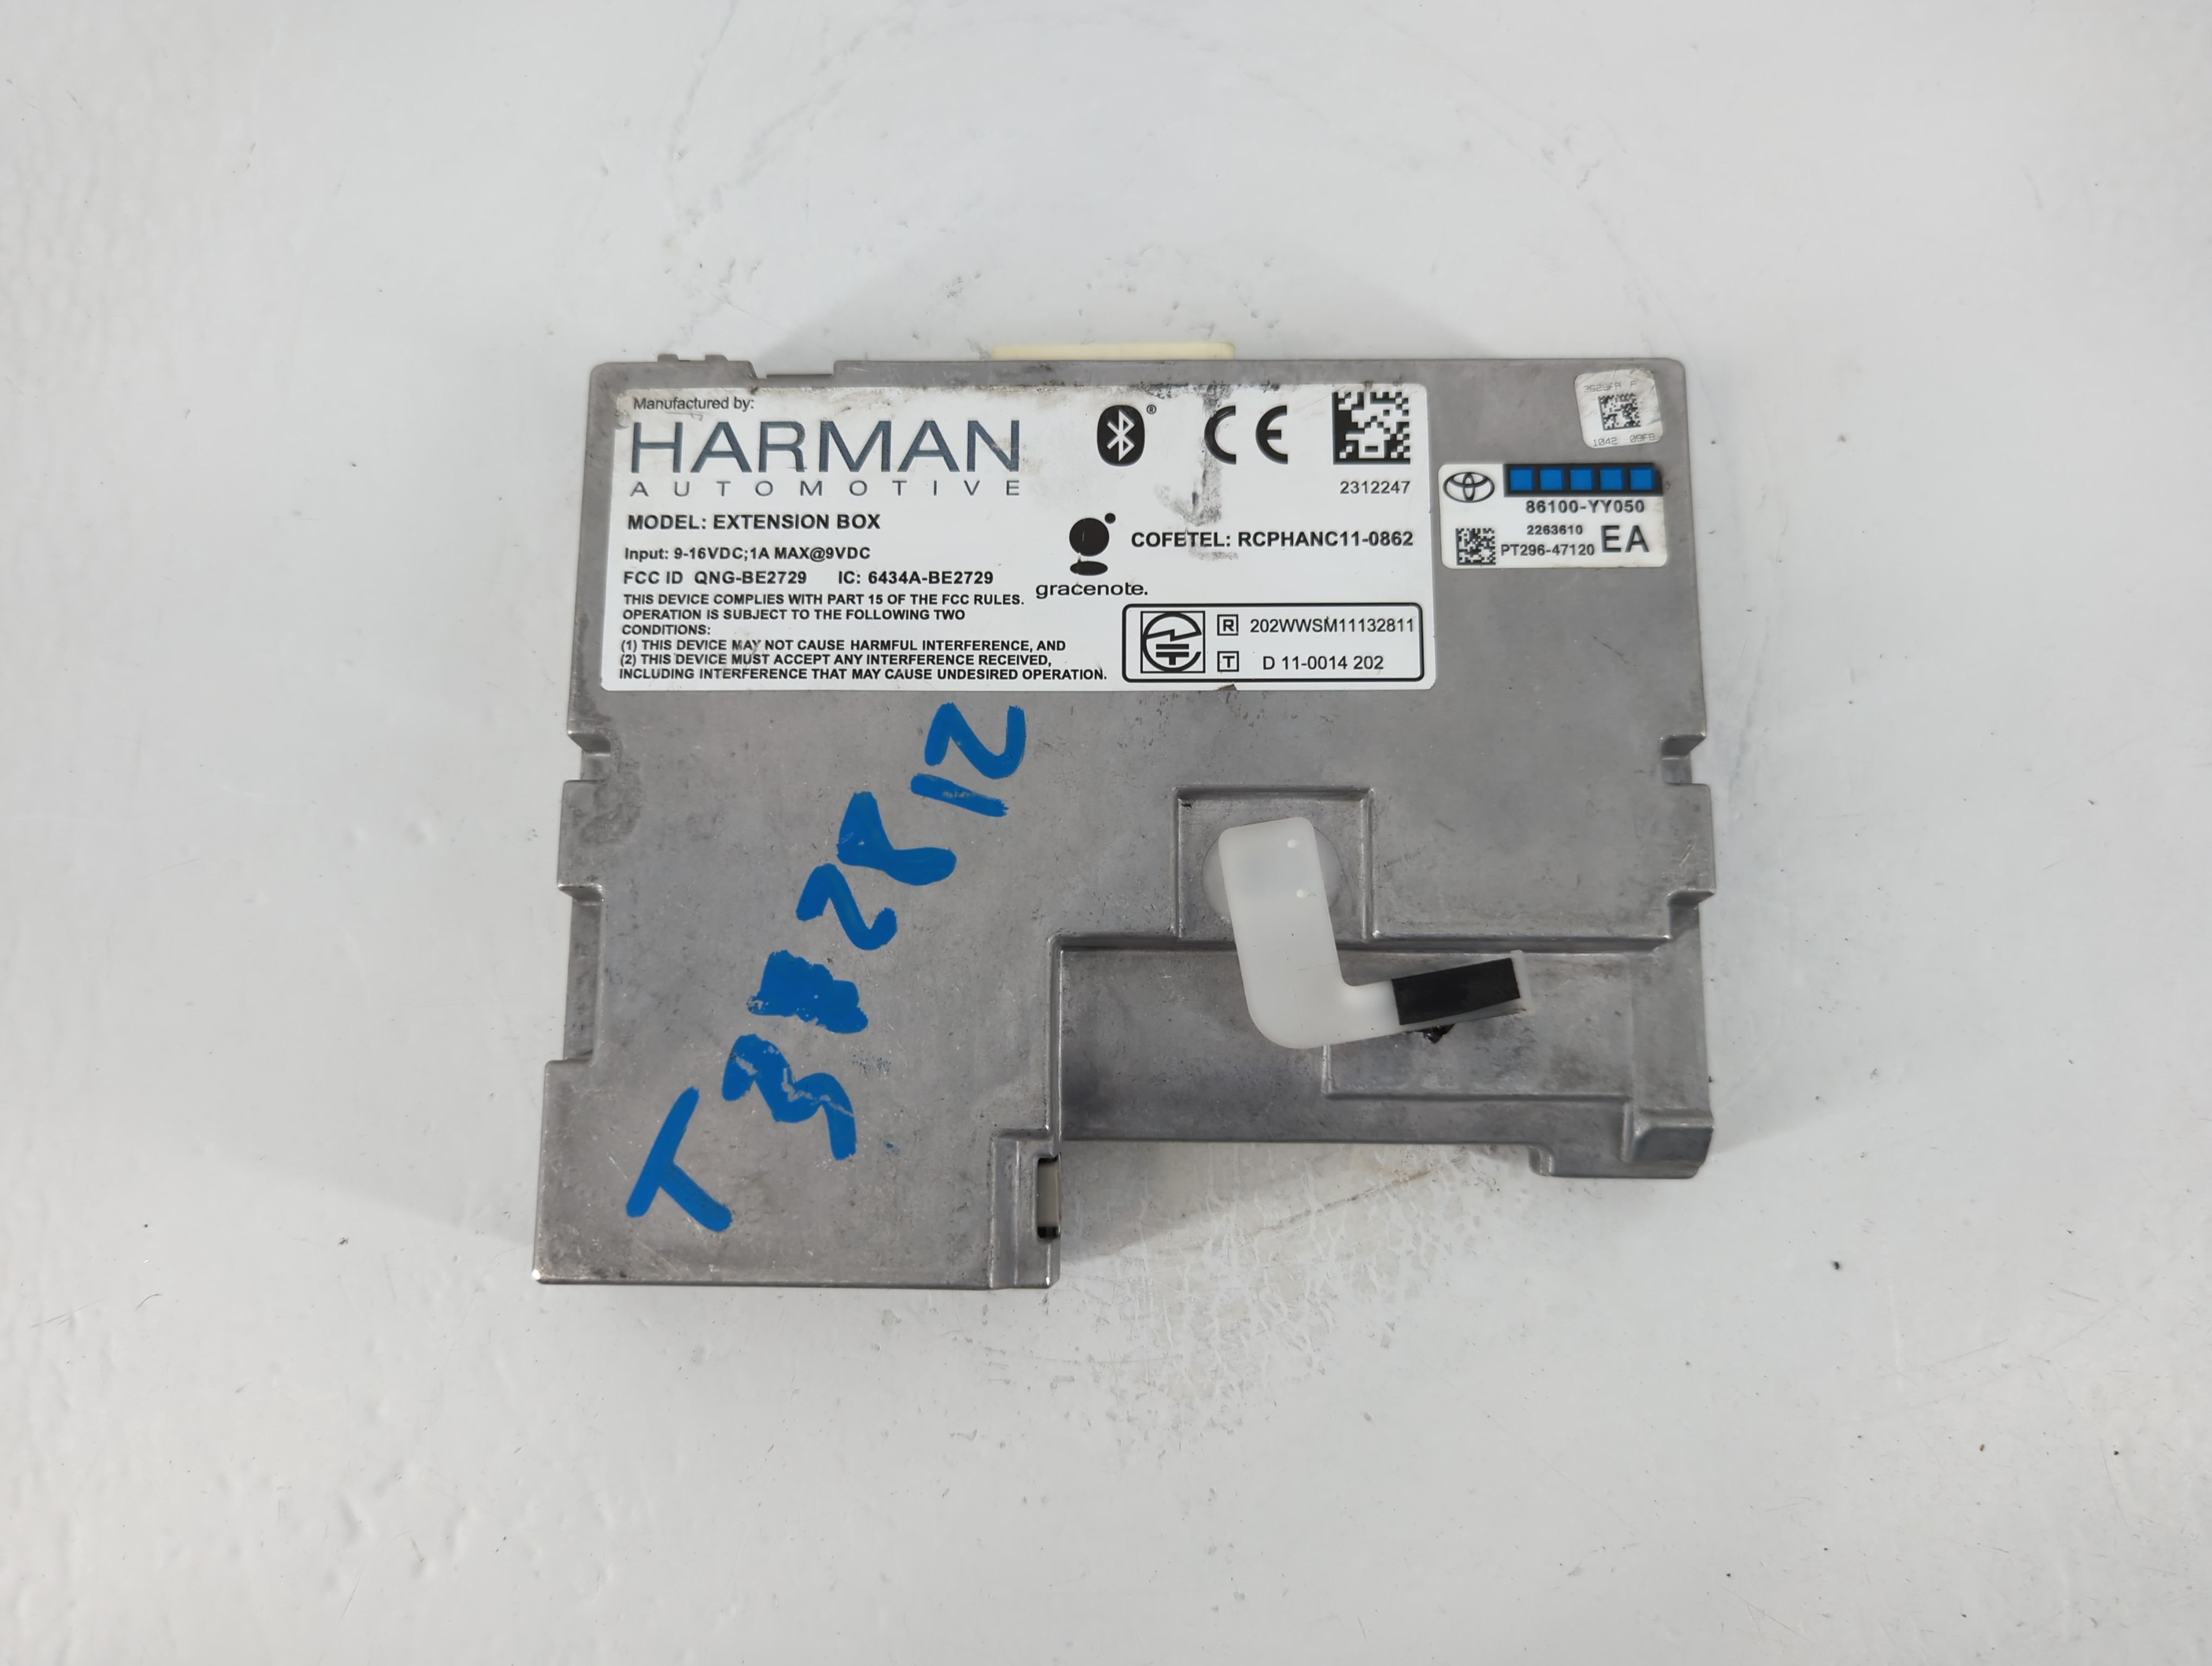 Manufactured by:
HARMAN
AUTOMOTIVE
MODEL: EXTENSION BOX
Input: 9-16VDC;1A MAX@9VDC
FCC ID QNG-BE2729 IC: 6434A-BE2729
THIS DEVICE COMPLIES WITH PART 15 OF THE FCC RULES.
OPERATION IS SUBJECT TO THE FOLLOWING TWO
CONDITIONS:
(1) THIS DEVICE MAY NOT CAUSE HARMFUL INTERFERENCE, AND
(2) THIS DEVICE MUST ACCEPT ANY INTERFERENCE RECEIVED,
INCLUDING INTERFERENCE THAT MAY CAUSE UNDESIRED OPERATION.
®
CE
2312247
gracenote.
COFETEL: RCPHANC11-0862
R 202WWSM11132811
T D 11-0014 202
1042 09FB
86100-YY050
2263610
PT296-47120 EA